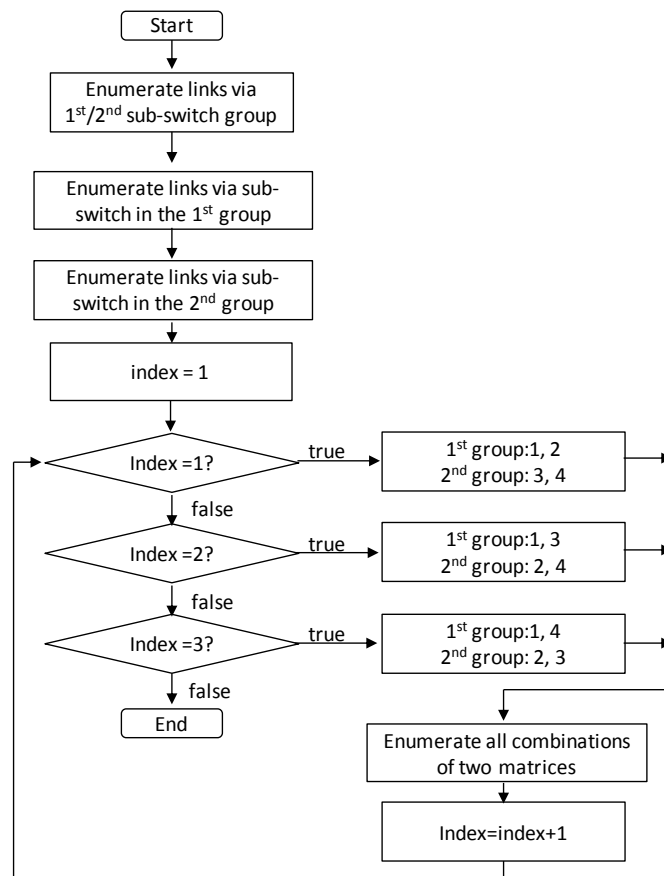 Start
Enumerate links via
1st/2nd sub-switch group
Enumerate links via sub-
switch in the 1st group
Enumerate links via sub-
switch in the 2nd group
index = 1
Index =1?
true
1st group:1, 2
2nd group: 3, 4
false
Index =2?
true
1st group:1, 3
2nd group: 2, 4
false
Index =3?
true
1st group:1, 4
2nd group: 2, 3
false
End
Enumerate all combinations
of two matrices
Index=index+1